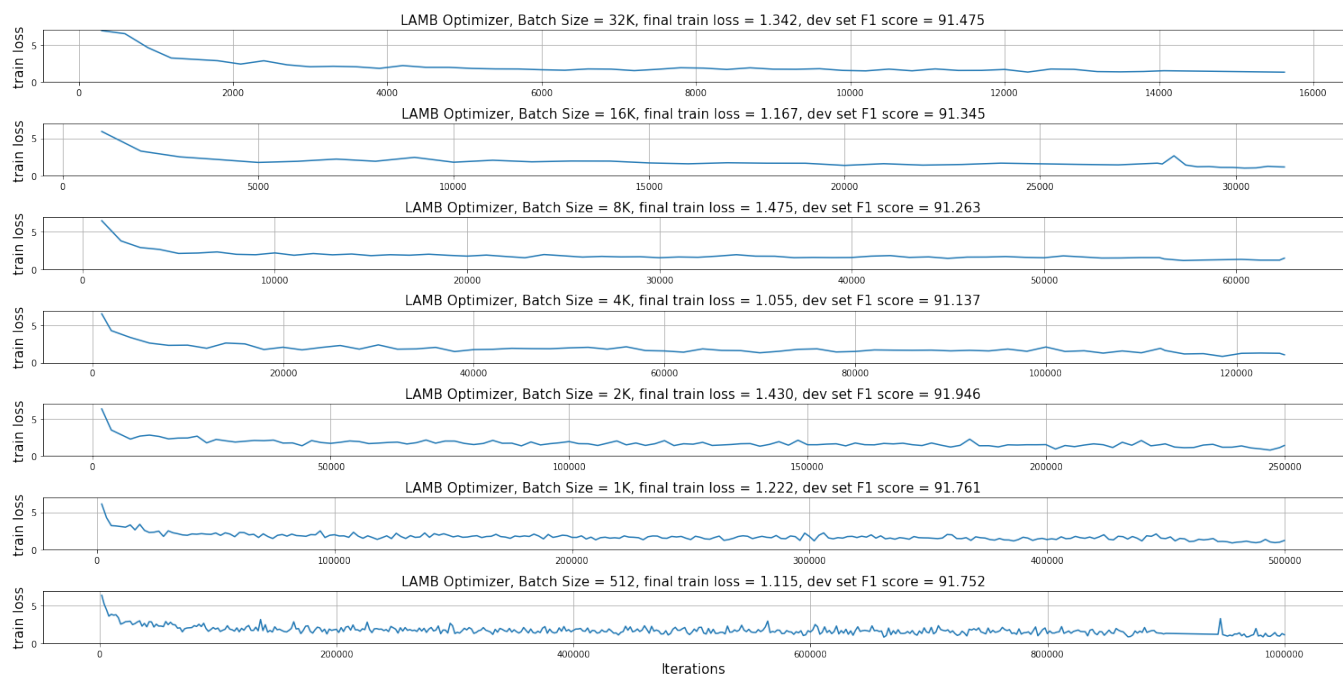 LAMB Optimizer, Batch Size = 32K, final train loss = 1.342, dev set F1 score = 91.475
train loss
5
0
0 2000 4000 6000 8000 10000 12000 14000 16000
LAMB Optimizer, Batch Size = 16K, final train loss = 1.167, dev set F1 score = 91.345
train loss
5
0
0 5000 10000 15000 20000 25000 30000
LAMB Optimizer, Batch Size = 8K, final train loss = 1.475, dev set F1 score = 91.263
train loss
5
0
0 10000 20000 30000 40000 50000 60000
LAMB Optimizer, Batch Size = 4K, final train loss = 1.055, dev set F1 score = 91.137
train loss
5
0
0 20000 40000 60000 80000 100000 120000
LAMB Optimizer, Batch Size = 2K, final train loss = 1.430, dev set F1 score = 91.946
train loss
5
0
0 50000 100000 150000 200000 250000
LAMB Optimizer, Batch Size = 1K, final train loss = 1.222, dev set F1 score = 91.761
train loss
5
0
0 100000 200000 300000 400000 500000
LAMB Optimizer, Batch Size = 512, final train loss = 1.115, dev set F1 score = 91.752
train loss
5
0
0 200000 400000 600000 800000 1000000
Iterations